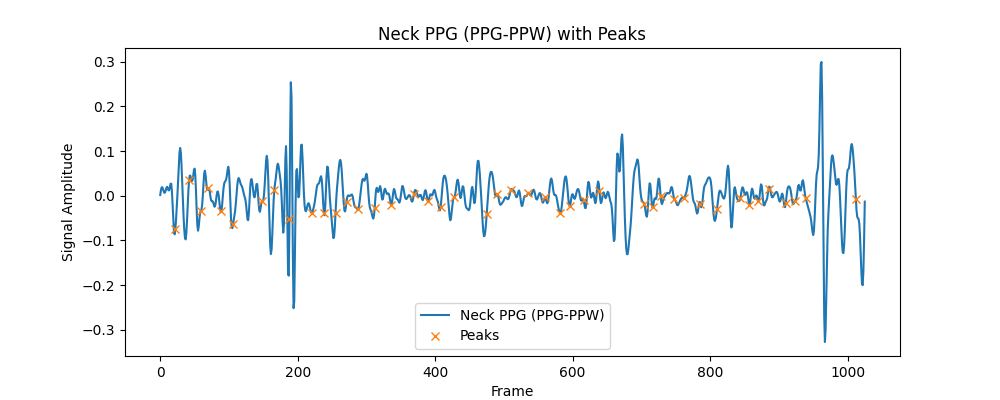 Neck PPG (PPG-PPW) with Peaks
Signal Amplitude
0.3
0.2
0.1
0.0
−0.1
−0.2
−0.3
Neck PPG (PPG-PPW)
Peaks
0 200 400 600 800 1000
Frame